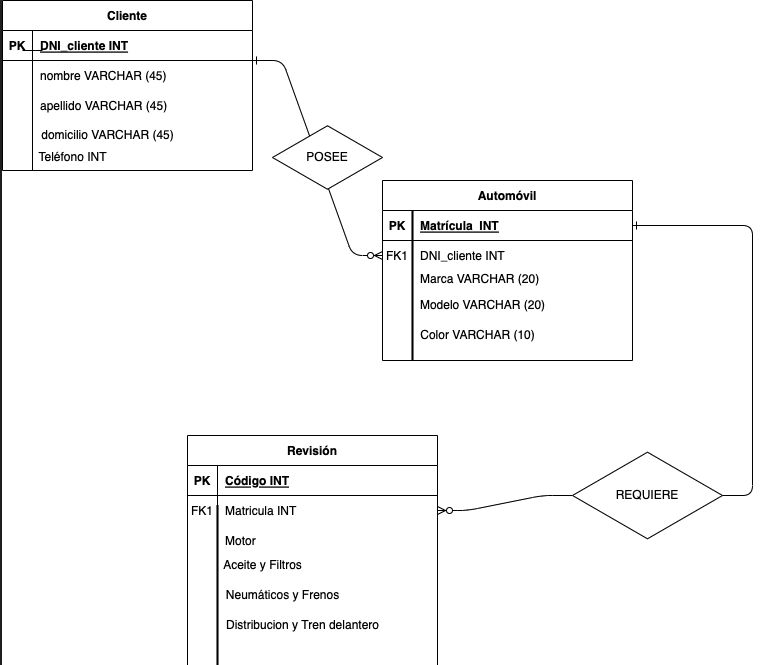 Cliente
PK DNI_cliente INT
nombre VARCHAR (45)
apellido VARCHAR (45)
domicilio VARCHAR (45)
Teléfono INT
POSEE
Automóvil
PK Matrícula INT
FK1 DNI_cliente INT
Marca VARCHAR (20)
Modelo VARCHAR (20)
Color VARCHAR (10)
Revisión
PK Código INT
FK1 Matricula INT
Motor
Aceite y Filtros
Neumáticos y Frenos
Distribucion y Tren delantero
REQUIERE